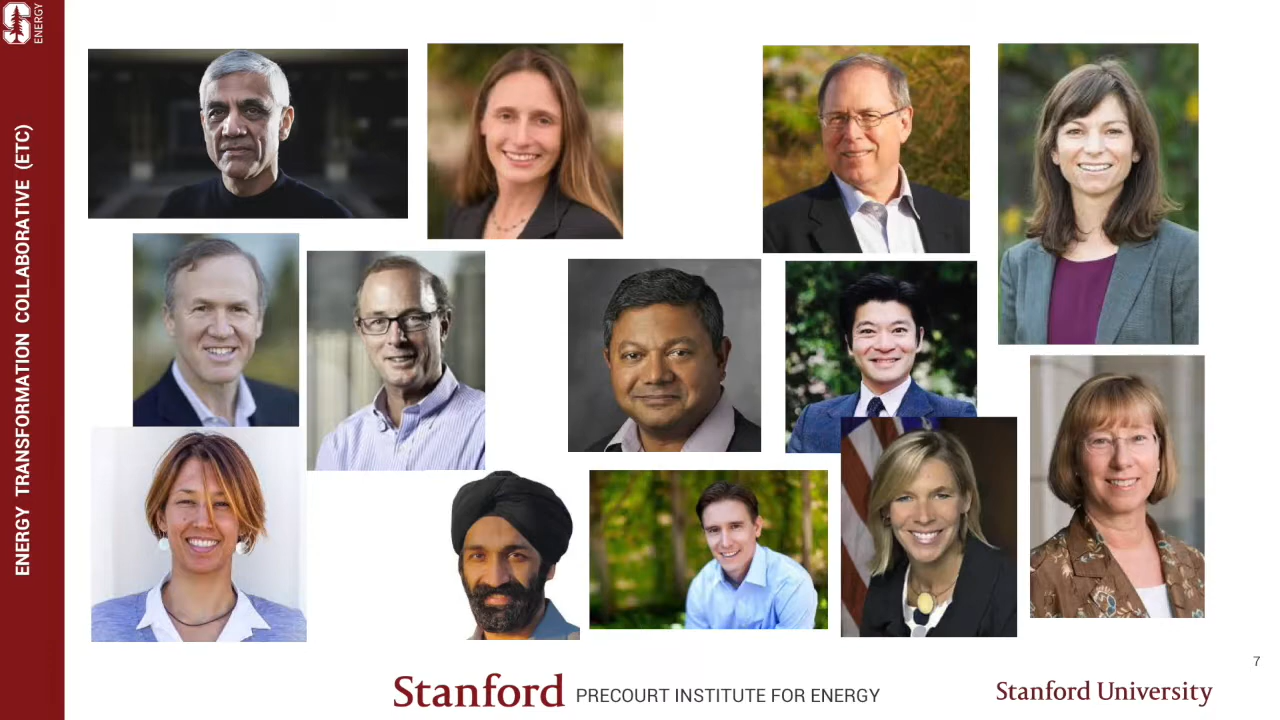 ENERGY
ENERGY TRANSFORMATION COLLABORATIVE (ETC)
7
Stanford PRECOURT INSTITUTE FOR ENERGY
Stanford University